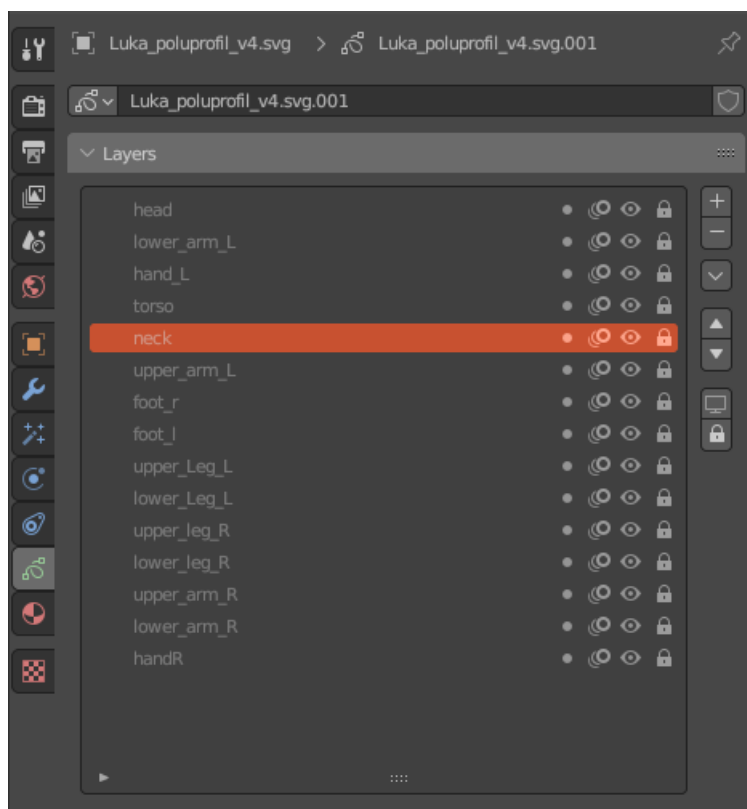 Luka_poluprofil_v4.svg > Luka_poluprofil_v4.svg.001
Luka_poluprofil_v4.svg.001
Layers
head
lower_arm_L
hand_L
torso
neck
upper_arm_L
foot_r
foot_l
upper_Leg_L
lower_Leg_L
upper_leg_R
lower_leg_R
upper_arm_R
lower_arm_R
handR